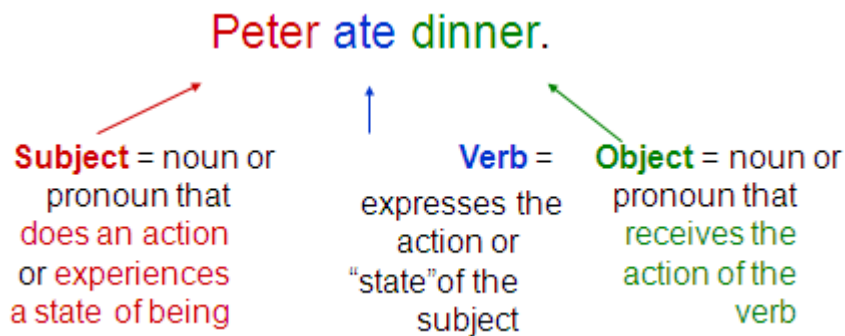 Peter ate dinner.
Subject = noun or
pronoun that
does an action
or experiences
a state of being
Verb =
expresses the
action or
“state”of the
subject
Object = noun or
pronoun that
receives the
action of the
verb